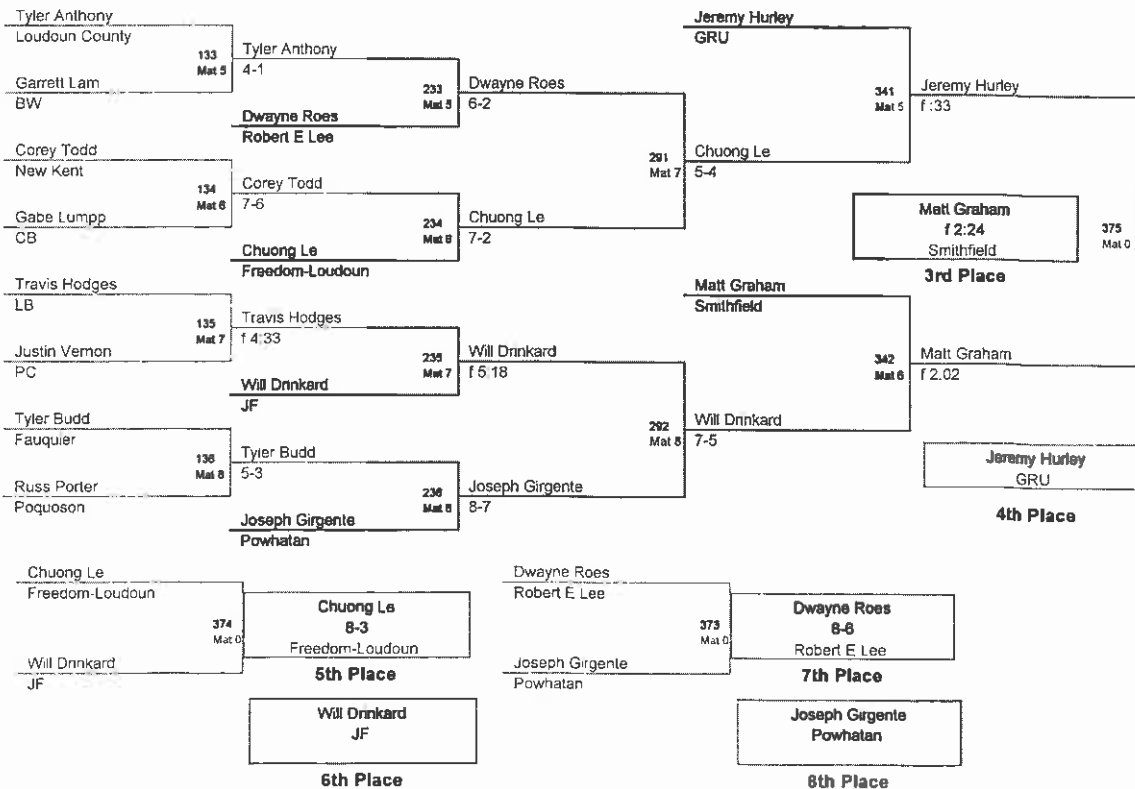 Tyler Anthony
Loudoun County
133
Mat 5
Tyler Anthony
4-1
Garrett Lam
BW
233
Mat 5
Dwayne Roes
6-2
Dwayne Roes
Robert E Lee
Corey Todd
New Kent
134
Mat 6
Corey Todd
7-6
Gabe Lumpp
CB
234
Mat 6
Chuong Le
7-2
Chuong Le
Freedom-Loudoun
291
Mat 7
Chuong Le
5-4
Jeremy Hurley
GRU
341
Mat 5
Jeremy Hurley
f :33
Matt Graham
f 2:24
Smithfield
375
Mat 0
3rd Place
Travis Hodges
LB
135
Mat 7
Travis Hodges
f 4:33
Justin Vernon
PC
235
Mat 7
Will Drinkard
f 5:18
Will Drinkard
JF
Tyler Budd
Fauquier
136
Mat 8
Tyler Budd
5-3
Russ Porter
Poquoson
236
Mat 8
Joseph Girgente
8-7
Joseph Girgente
Powhatan
292
Mat 8
Will Drinkard
7-5
Matt Graham
Smithfield
342
Mat 6
Matt Graham
f 2:02
Jeremy Hurley
GRU
4th Place
Chuong Le
Freedom-Loudoun
374
Mat 0
Will Drinkard
JF
Chuong Le
8-3
Freedom-Loudoun
5th Place
Will Drinkard
JF
6th Place
Dwayne Roes
Robert E Lee
373
Mat 0
Joseph Girgente
Powhatan
Dwayne Roes
8-6
Robert E Lee
7th Place
Joseph Girgente
Powhatan
8th Place